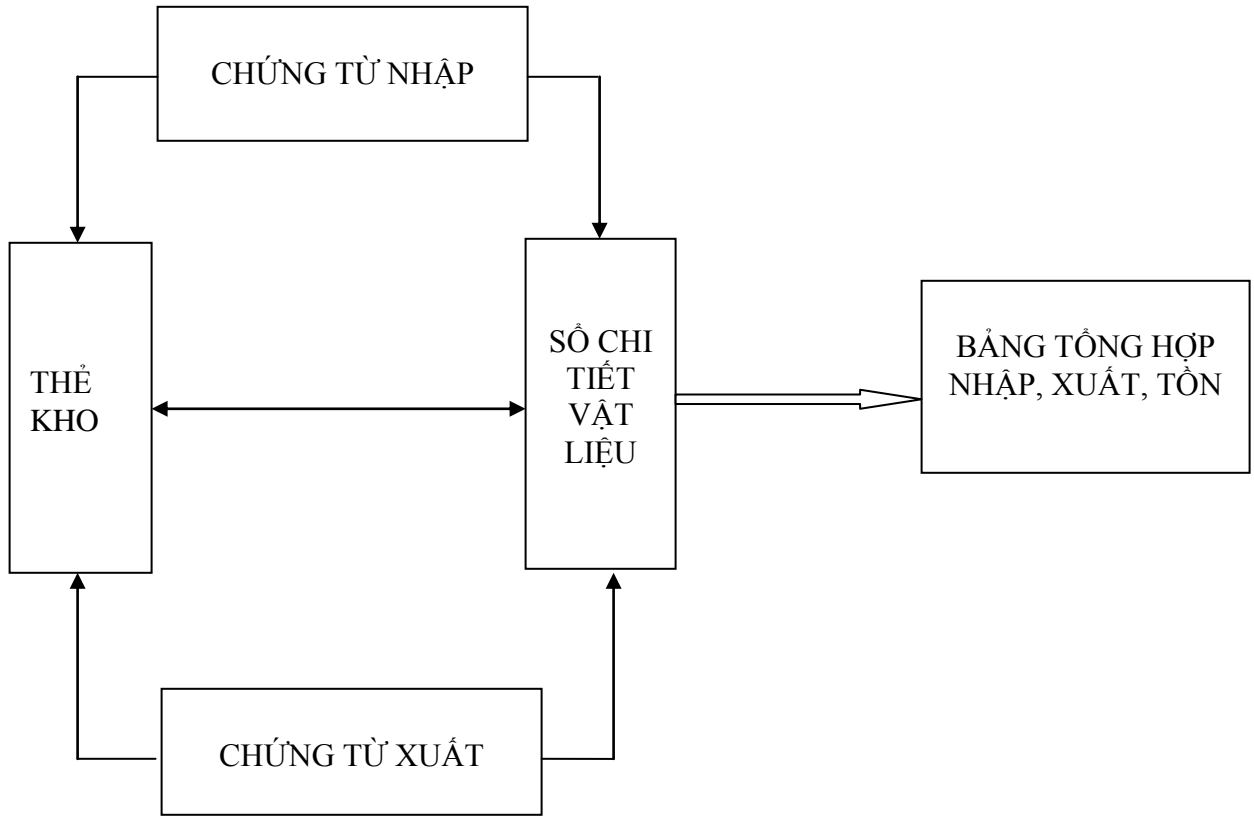 CHỨNG TỪ NHẬP
THẺ
KHO
SỔ CHI
TIẾT
VẬT
LIỆU
BẢNG TỔNG HỢP
NHẬP, XUẤT, TỒN
CHỨNG TỪ XUẤT